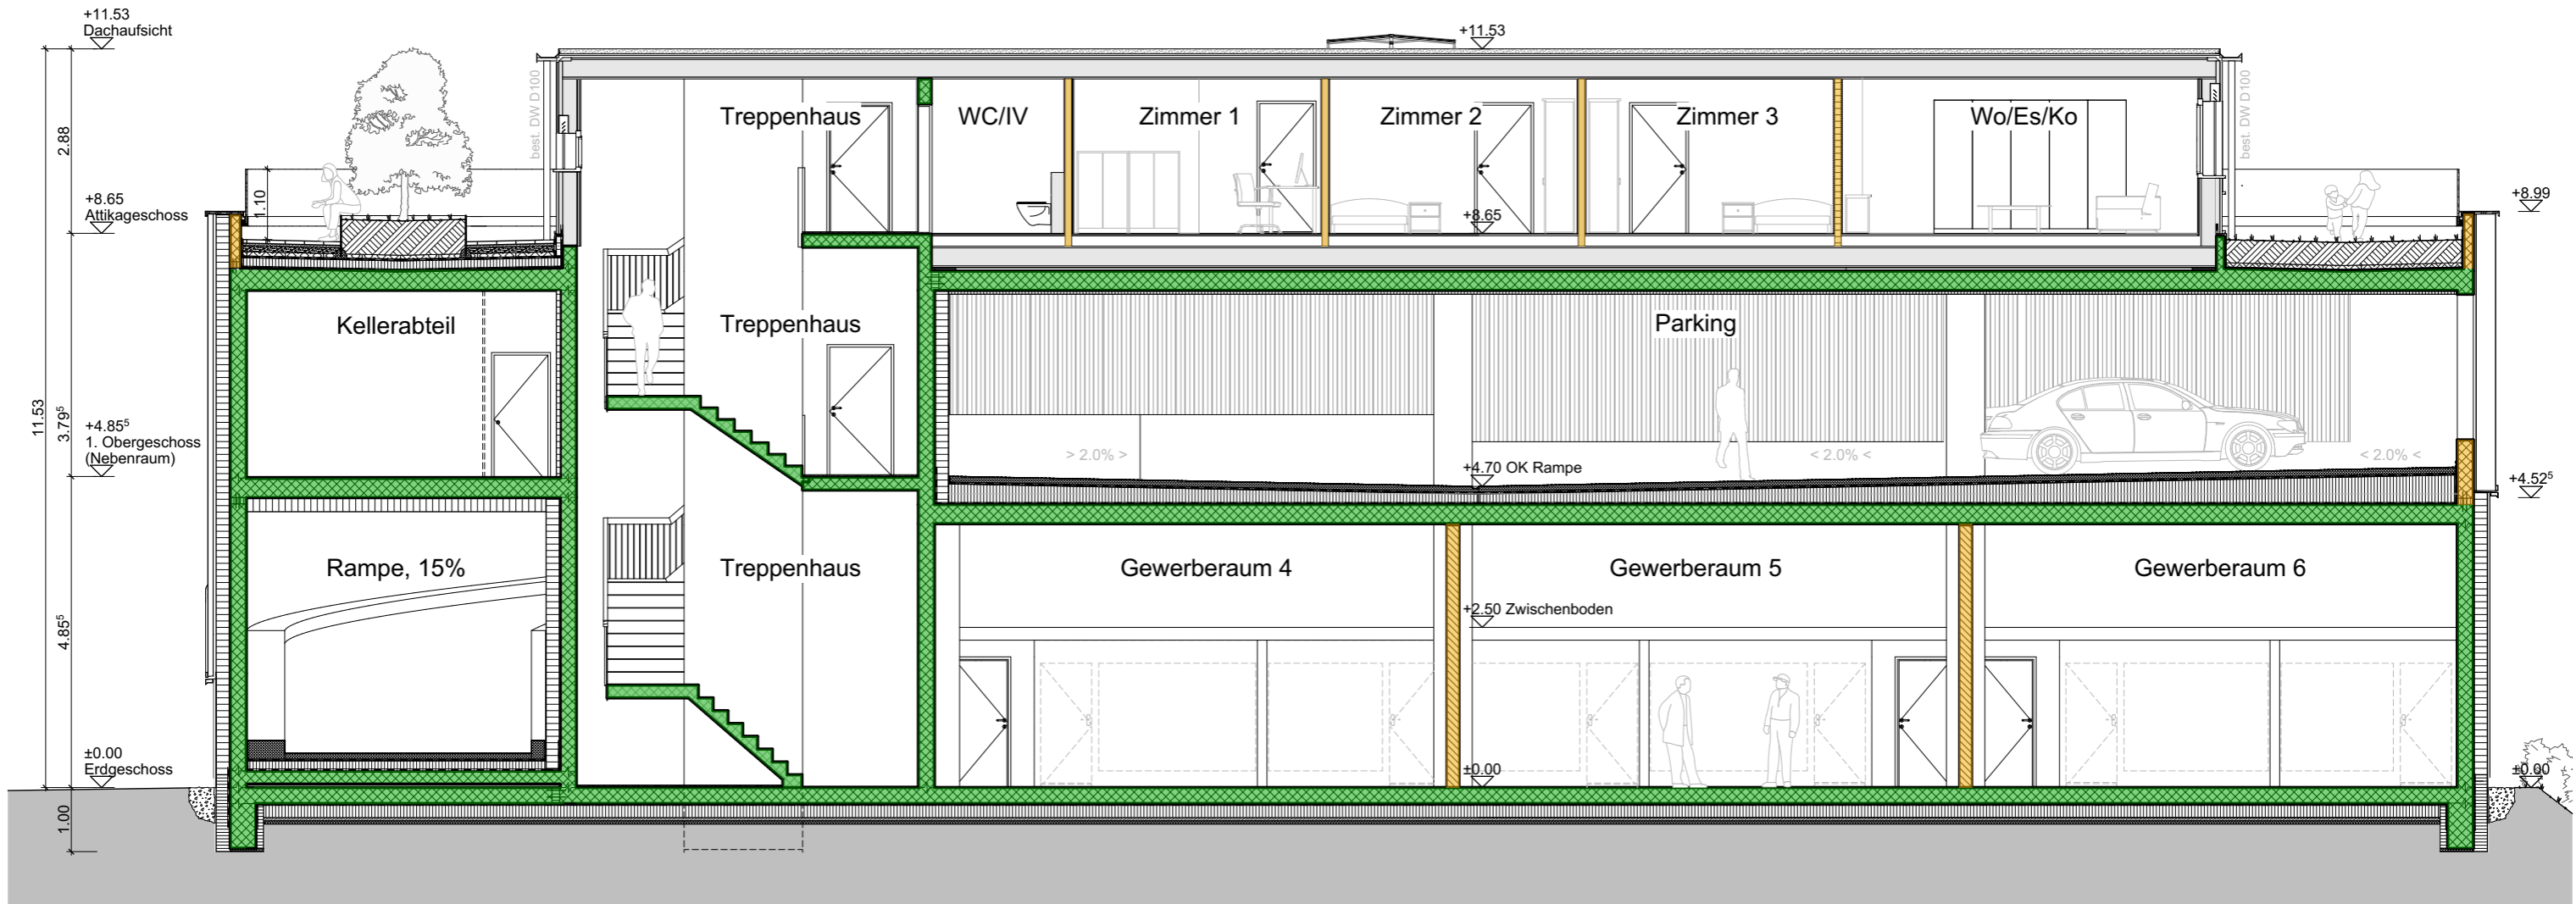 +11.53
Dachaufsicht
+11.53
best. DW D100
best. DW D100
Treppenhaus
WC/IV
Zimmer 1
Zimmer 2
Zimmer 3
Wo/Es/Ko
2.88
1.10
+8.65
Attikageschoss
+8.65
+8.99
Kellerabteil
Treppenhaus
Parking
11.53
3.79⁵
+4.85⁵
1. Obergeschoss
(Nebenraum)
> 2.0% >
+4.70 OK Rampe
< 2.0% <
< 2.0% <
+4.52⁵
Rampe, 15%
Treppenhaus
Gewerberaum 4
Gewerberaum 5
Gewerberaum 6
4.85⁵
+2.50 Zwischenboden
±0.00
Erdgeschoss
±0.00
±0.00
1.00